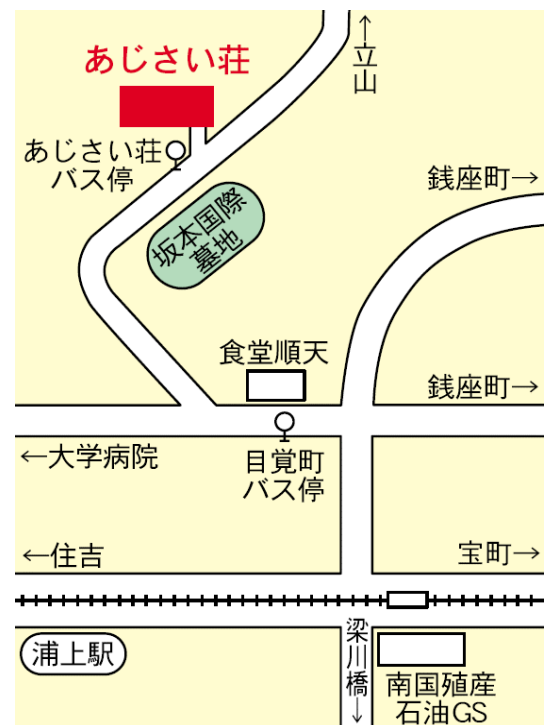 ↑立山
あじさい荘
あじさい荘
バス停
銭座町→
坂本国際
墓地
食堂順天
銭座町→
←大学病院
目覚町
バス停
←住吉
宝町→
浦上駅
梁川橋↓
南国殖産
石油GS